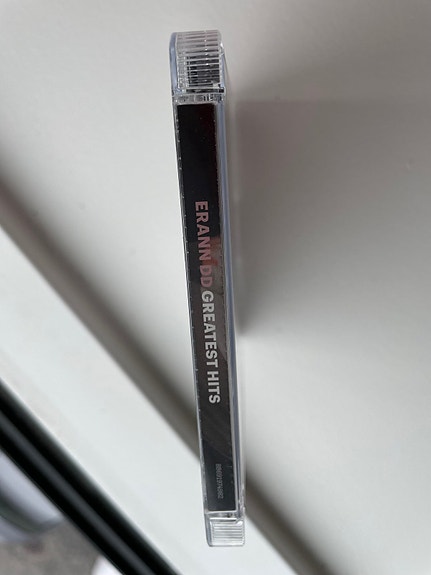 ERANN DD GREATEST HITS